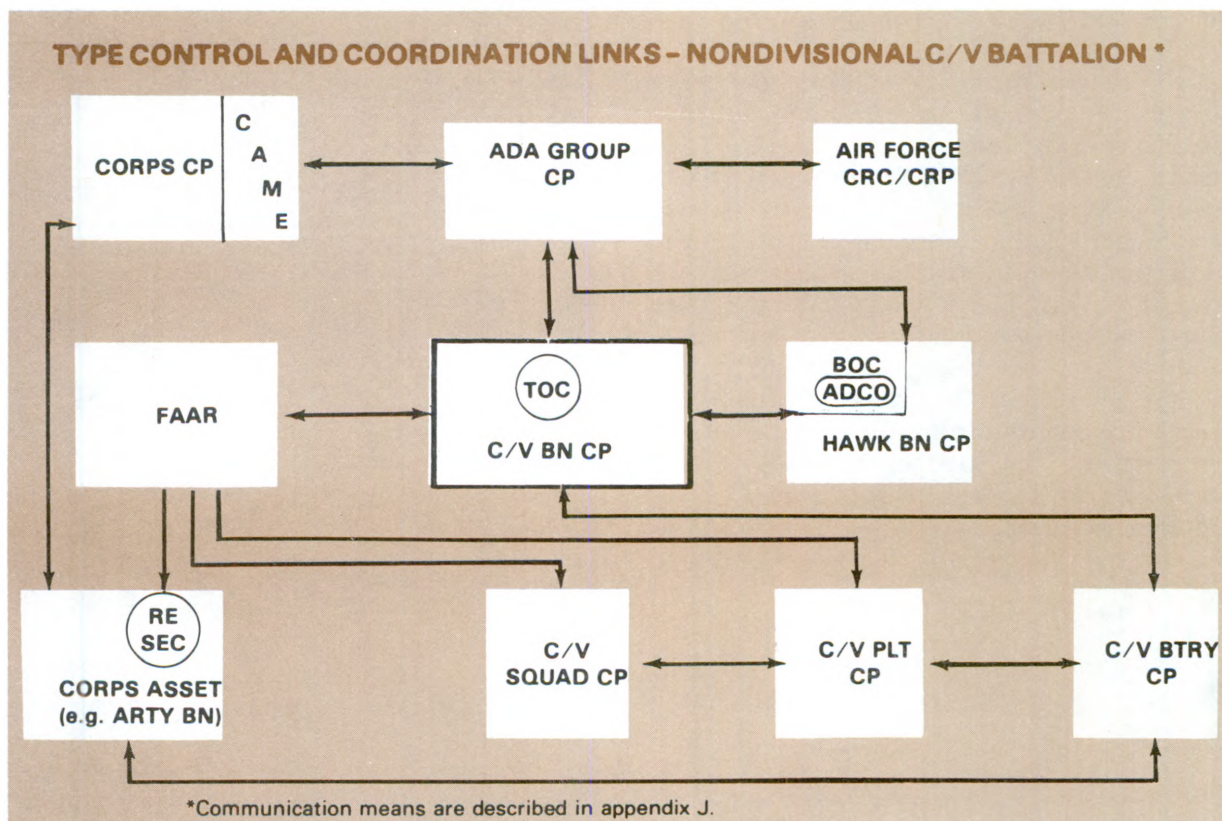 TYPE CONTROL AND COORDINATION LINKS – NONDIVISIONAL C/V BATTALION *
CORPS CP
C
A
M
E
ADA GROUP
CP
AIR FORCE
CRC/CRP
FAAR
TOC
C/V BN CP
BOC
ADCO
HAWK BN CP
RE
SEC
CORPS ASSET
(e.g. ARTY BN)
C/V
SQUAD CP
C/V PLT
CP
C/V BTRY
CP
*Communication means are described in appendix J.